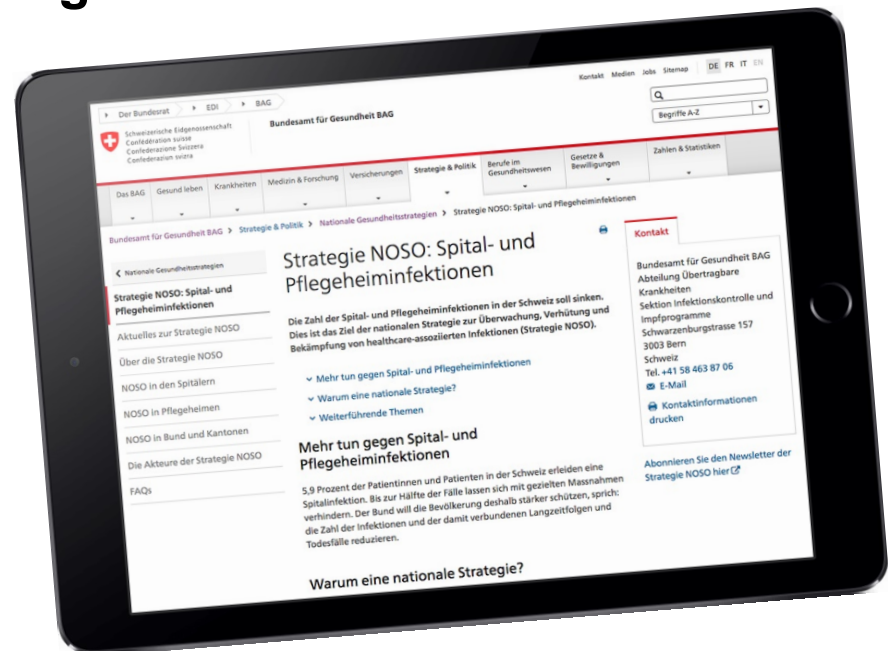 Der Bundesrat
EDI
BAG
Kontakt Medien Jobs Sitemap
DE FR IT EN
Schweizerische Eidgenossenschaft
Confédération suisse
Confederazione Svizzera
Confederaziun svizra
Bundesamt für Gesundheit BAG
Begriffe A-Z
Das BAG
Gesund leben
Krankheiten
Medizin & Forschung
Versicherungen
Strategie & Politik
Berufe im
Gesundheitswesen
Gesetze &
Bewilligungen
Zahlen & Statistiken
Bundesamt für Gesundheit BAG > Strategie & Politik > Nationale Gesundheitsstrategien > Strategie NOSO: Spital- und Pflegeheiminfektionen
Nationale Gesundheitsstrategien
Strategie NOSO: Spital- und
Pflegeheiminfektionen
Aktuelles zur Strategie NOSO
Über die Strategie NOSO
NOSO in den Spitälern
NOSO in Pflegeheimen
NOSO in Bund und Kantonen
Die Akteure der Strategie NOSO
FAQs
Strategie NOSO: Spital- und
Pflegeheiminfektionen
Die Zahl der Spital- und Pflegeheiminfektionen in der Schweiz soll sinken.
Dies ist das Ziel der nationalen Strategie zur Überwachung, Verhütung und
Bekämpfung von healthcare-assoziierten Infektionen (Strategie NOSO).
Mehr tun gegen Spital- und Pflegeheiminfektionen
Warum eine nationale Strategie?
Weiterführende Themen
Mehr tun gegen Spital- und
Pflegeheiminfektionen
5,9 Prozent der Patientinnen und Patienten in der Schweiz erleiden eine
Spitalinfektion. Bis zur Hälfte der Fälle lassen sich mit gezielten Massnahmen
verhindern. Der Bund will die Bevölkerung deshalb stärker schützen, sprich:
die Zahl der Infektionen und der damit verbundenen Langzeitfolgen und
Todesfälle reduzieren.
Warum eine nationale Strategie?
Kontakt
Bundesamt für Gesundheit BAG
Abteilung Übertragbare
Krankheiten
Sektion Infektionskontrolle und
Impfprogramme
Schwarzenburgstrasse 157
3003 Bern
Schweiz
Tel. +41 58 463 87 06
E-Mail
Kontaktinformationen
drucken
Abonnieren Sie den Newsletter der
Strategie NOSO hier